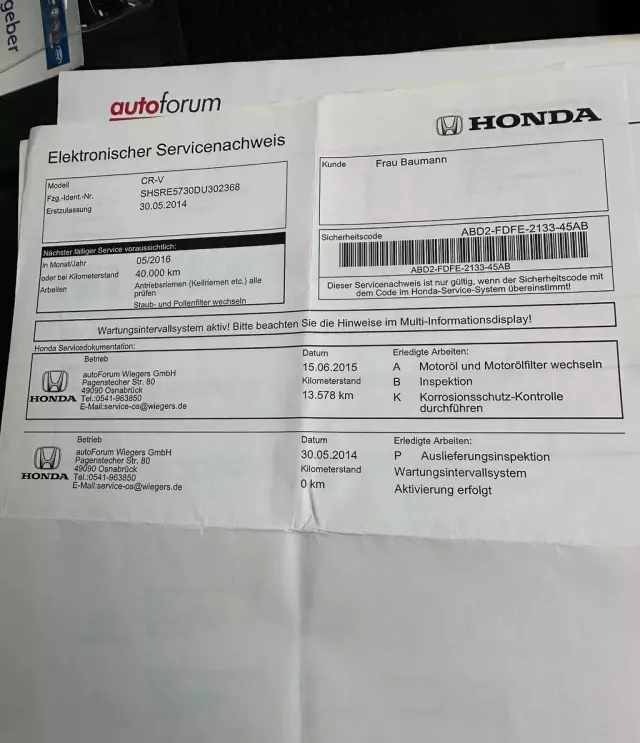 geber
autoforum
Elektronischer Servicenachweis
HONDA
Modell CR-V
Fzg.-Ident.-Nr. SHSRE5730DU302368
Erstzulassung 30.05.2014
Kunde Frau Baumann
Nächster fälliger Service voraussichtlich:
in Monat/Jahr 05/2016
oder bei Kilometerstand 40.000 km
Arbeiten Antriebsriemen (Keilriemen etc.) alle
prüfen
Staub- und Pollenfilter wechseln
Sicherheitscode ABD2-FDFE-2133-45AB
ABD2-FDFE-2133-45AB
Dieser Servicenachweis ist nur gültig, wenn der Sicherheitscode mit
dem Code im Honda-Service-System übereinstimmt!
Wartungsintervallsystem aktiv! Bitte beachten Sie die Hinweise im Multi-Informationsdisplay!
Honda Servicedokumentation:
Betrieb
autoForum Wiegers GmbH
Pagenstecher Str. 80
49090 Osnabrück
Tel.:0541-963850
E-Mail:service-os@wiegers.de
HONDA
Datum
15.06.2015
Kilometerstand
13.578 km
Erledigte Arbeiten:
A Motoröl und Motorölfilter wechseln
B Inspektion
K Korrosionsschutz-Kontrolle
durchführen
Betrieb
autoForum Wiegers GmbH
Pagenstecher Str. 80
49090 Osnabrück
Tel.:0541-963850
E-Mail:service-os@wiegers.de
HONDA
Datum
30.05.2014
Kilometerstand
0 km
Erledigte Arbeiten:
P Auslieferungsinspektion
Wartungsintervallsystem
Aktivierung erfolgt